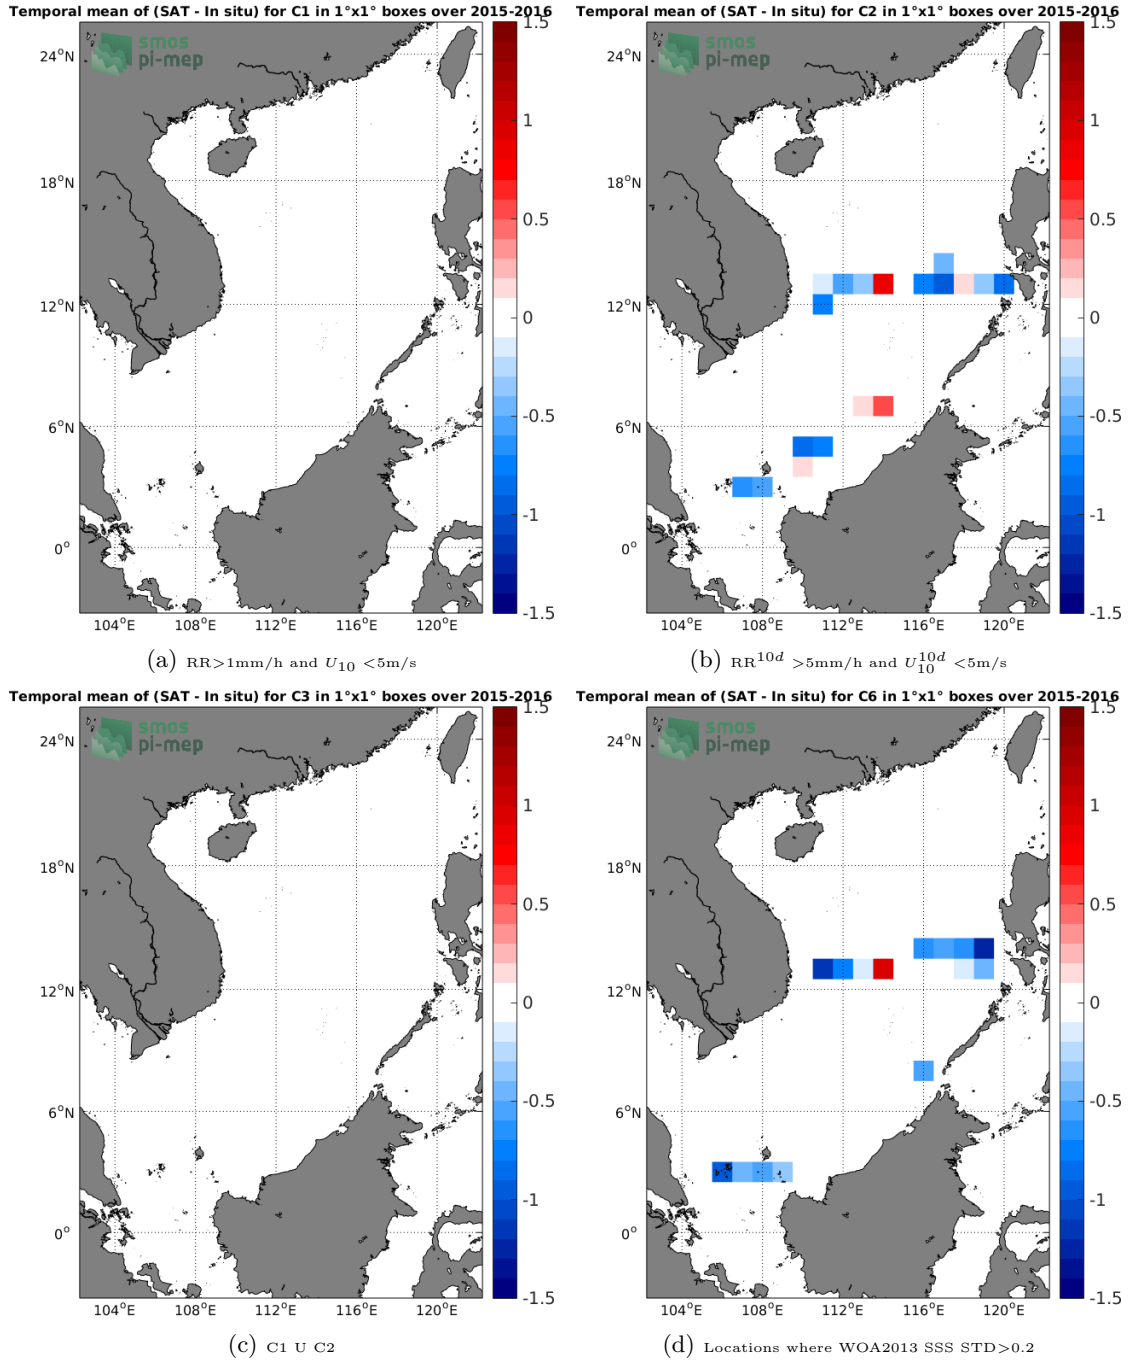 Temporal mean of (SAT - In situ) for C1 in 1°x1° boxes over 2015-2016
smos
pi-mep
24°N
18°N
12°N
6°N
0°
104°E 108°E 112°E 116°E 120°E
1.5
1
0.5
0
-0.5
-1
-1.5
(a) RR>1mm/h and U10 <5m/s
Temporal mean of (SAT - In situ) for C2 in 1°x1° boxes over 2015-2016
smos
pi-mep
24°N
18°N
12°N
6°N
0°
104°E 108°E 112°E 116°E 120°E
1.5
1
0.5
0
-0.5
-1
-1.5
(b) RR^10d >5mm/h and U10^10d <5m/s
Temporal mean of (SAT - In situ) for C3 in 1°x1° boxes over 2015-2016
smos
pi-mep
24°N
18°N
12°N
6°N
0°
104°E 108°E 112°E 116°E 120°E
1.5
1
0.5
0
-0.5
-1
-1.5
(c) C1 U C2
Temporal mean of (SAT - In situ) for C6 in 1°x1° boxes over 2015-2016
smos
pi-mep
24°N
18°N
12°N
6°N
0°
104°E 108°E 112°E 116°E 120°E
1.5
1
0.5
0
-0.5
-1
-1.5
(d) Locations where WOA2013 SSS STD>0.2